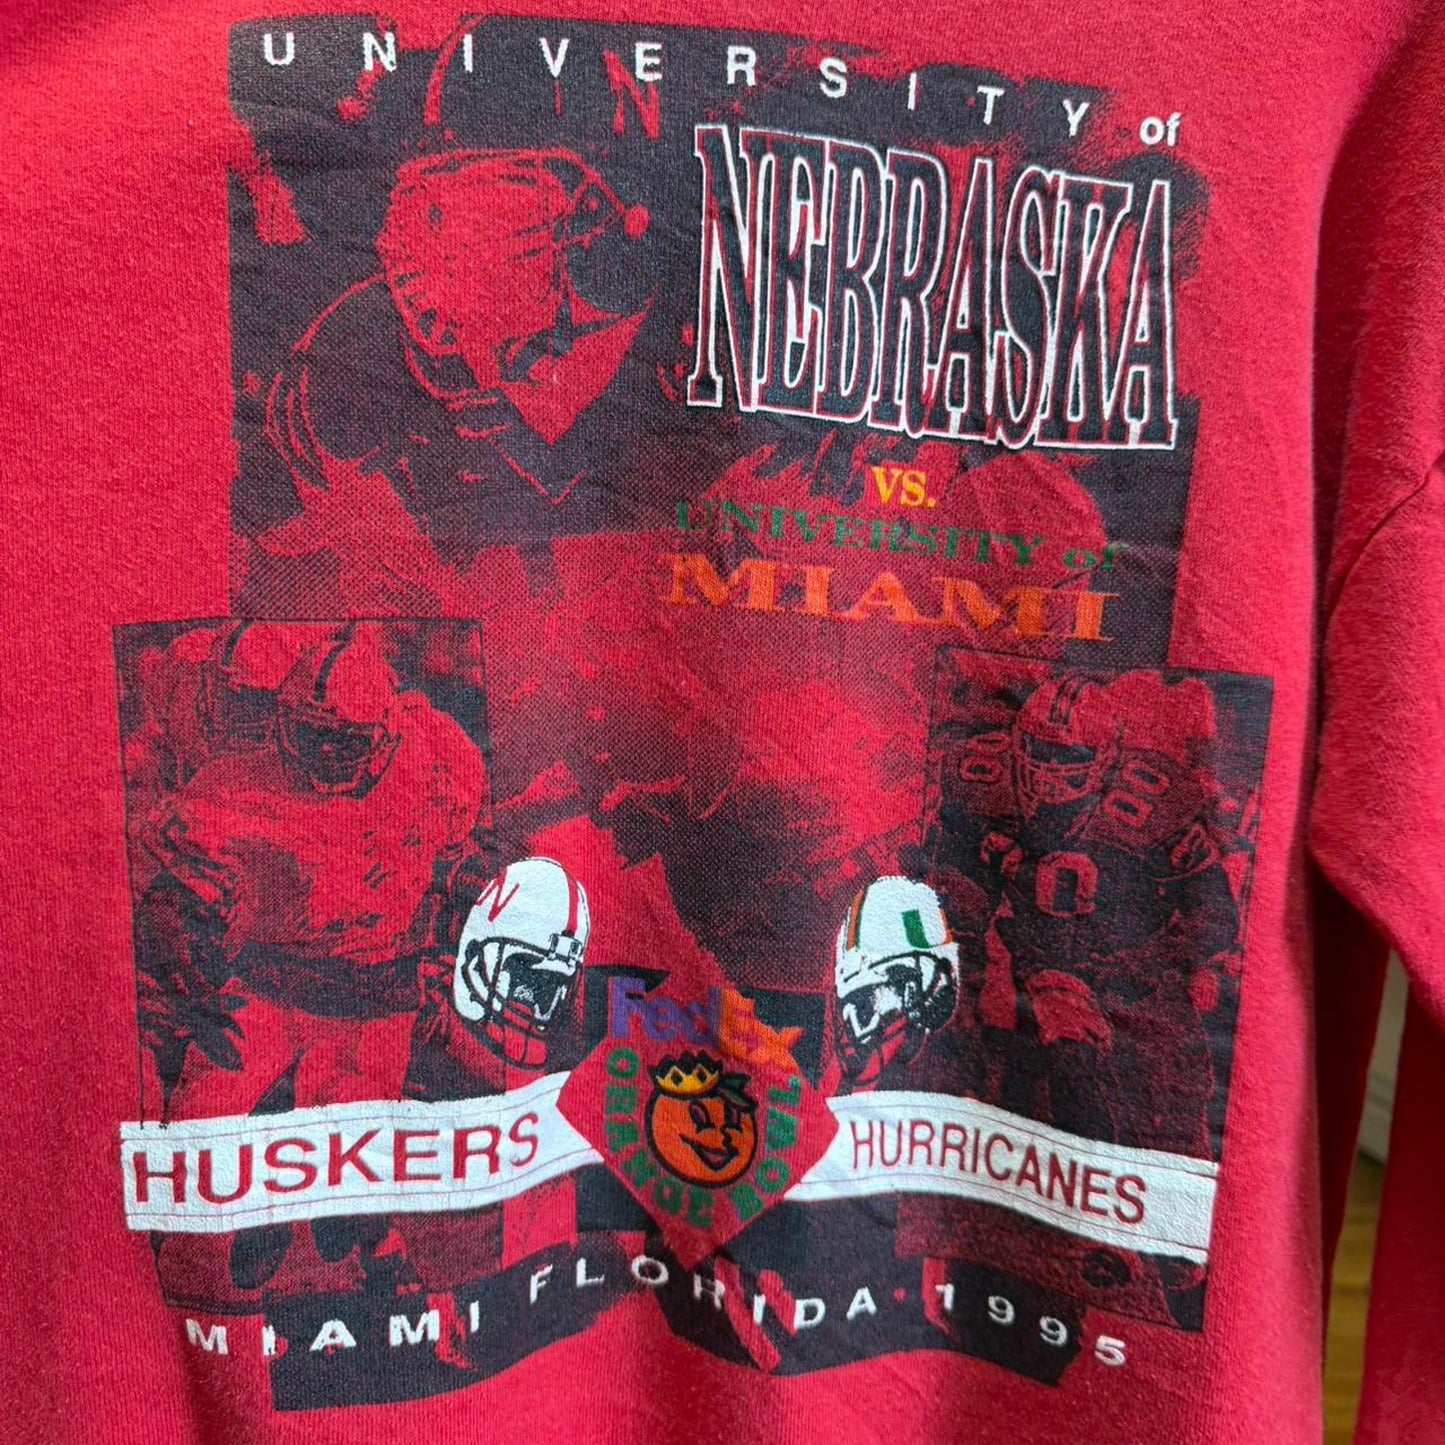 UNIVERSITY of
NEBRASKA
VS.
UNIVERSITY of
MIAMI
N
U
FedEx
ORANGE BOWL
HUSKERS
HURRICANES
MIAMI FLORIDA · 1995